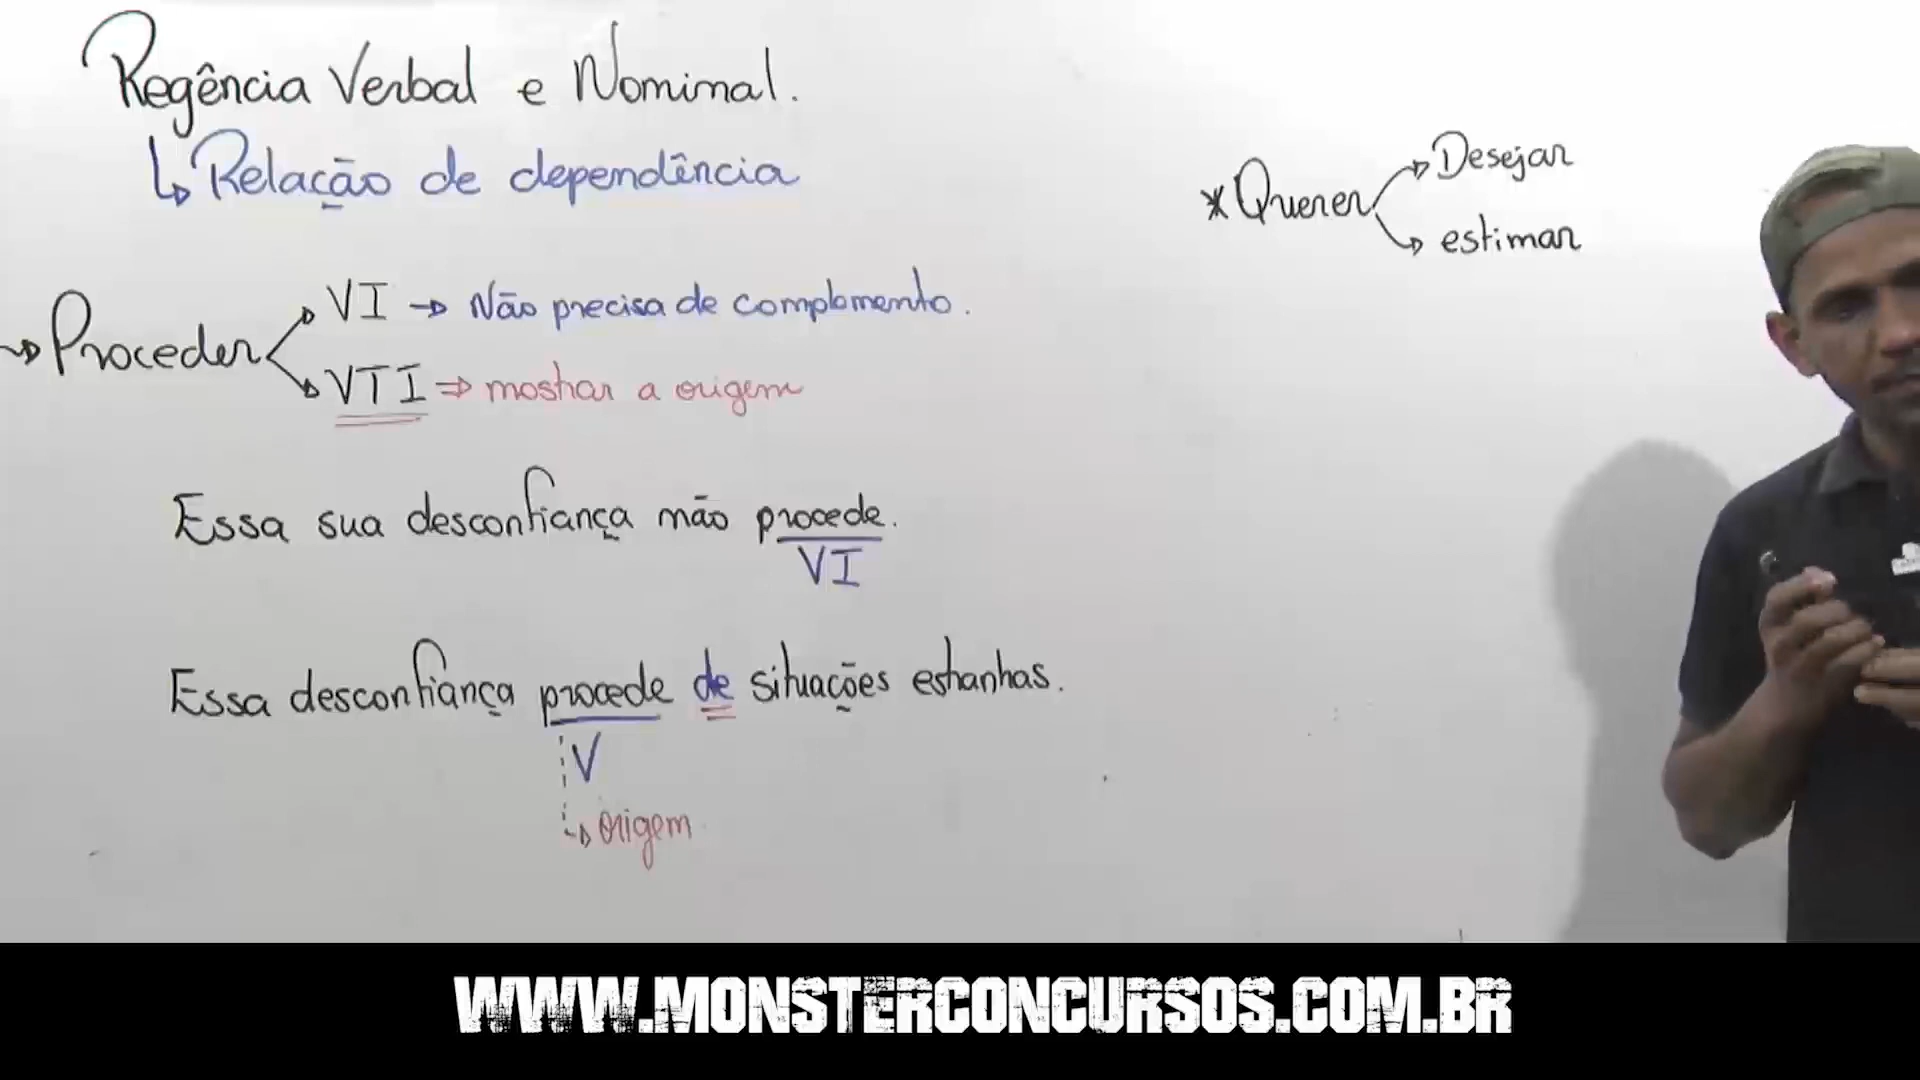 Regência Verbal e Nominal.
↳ Relação de dependência
→ Proceder
VI → Não precisa de complemento.
VTI ⇒ mostrar a origem
Essa sua desconfiança não procede.
VI
Essa desconfiança procede de situações estranhas.
V
↳ origem
* Querer
→ Desejar
→ estimar
WWW.MONSTERCONCURSOS.COM.BR